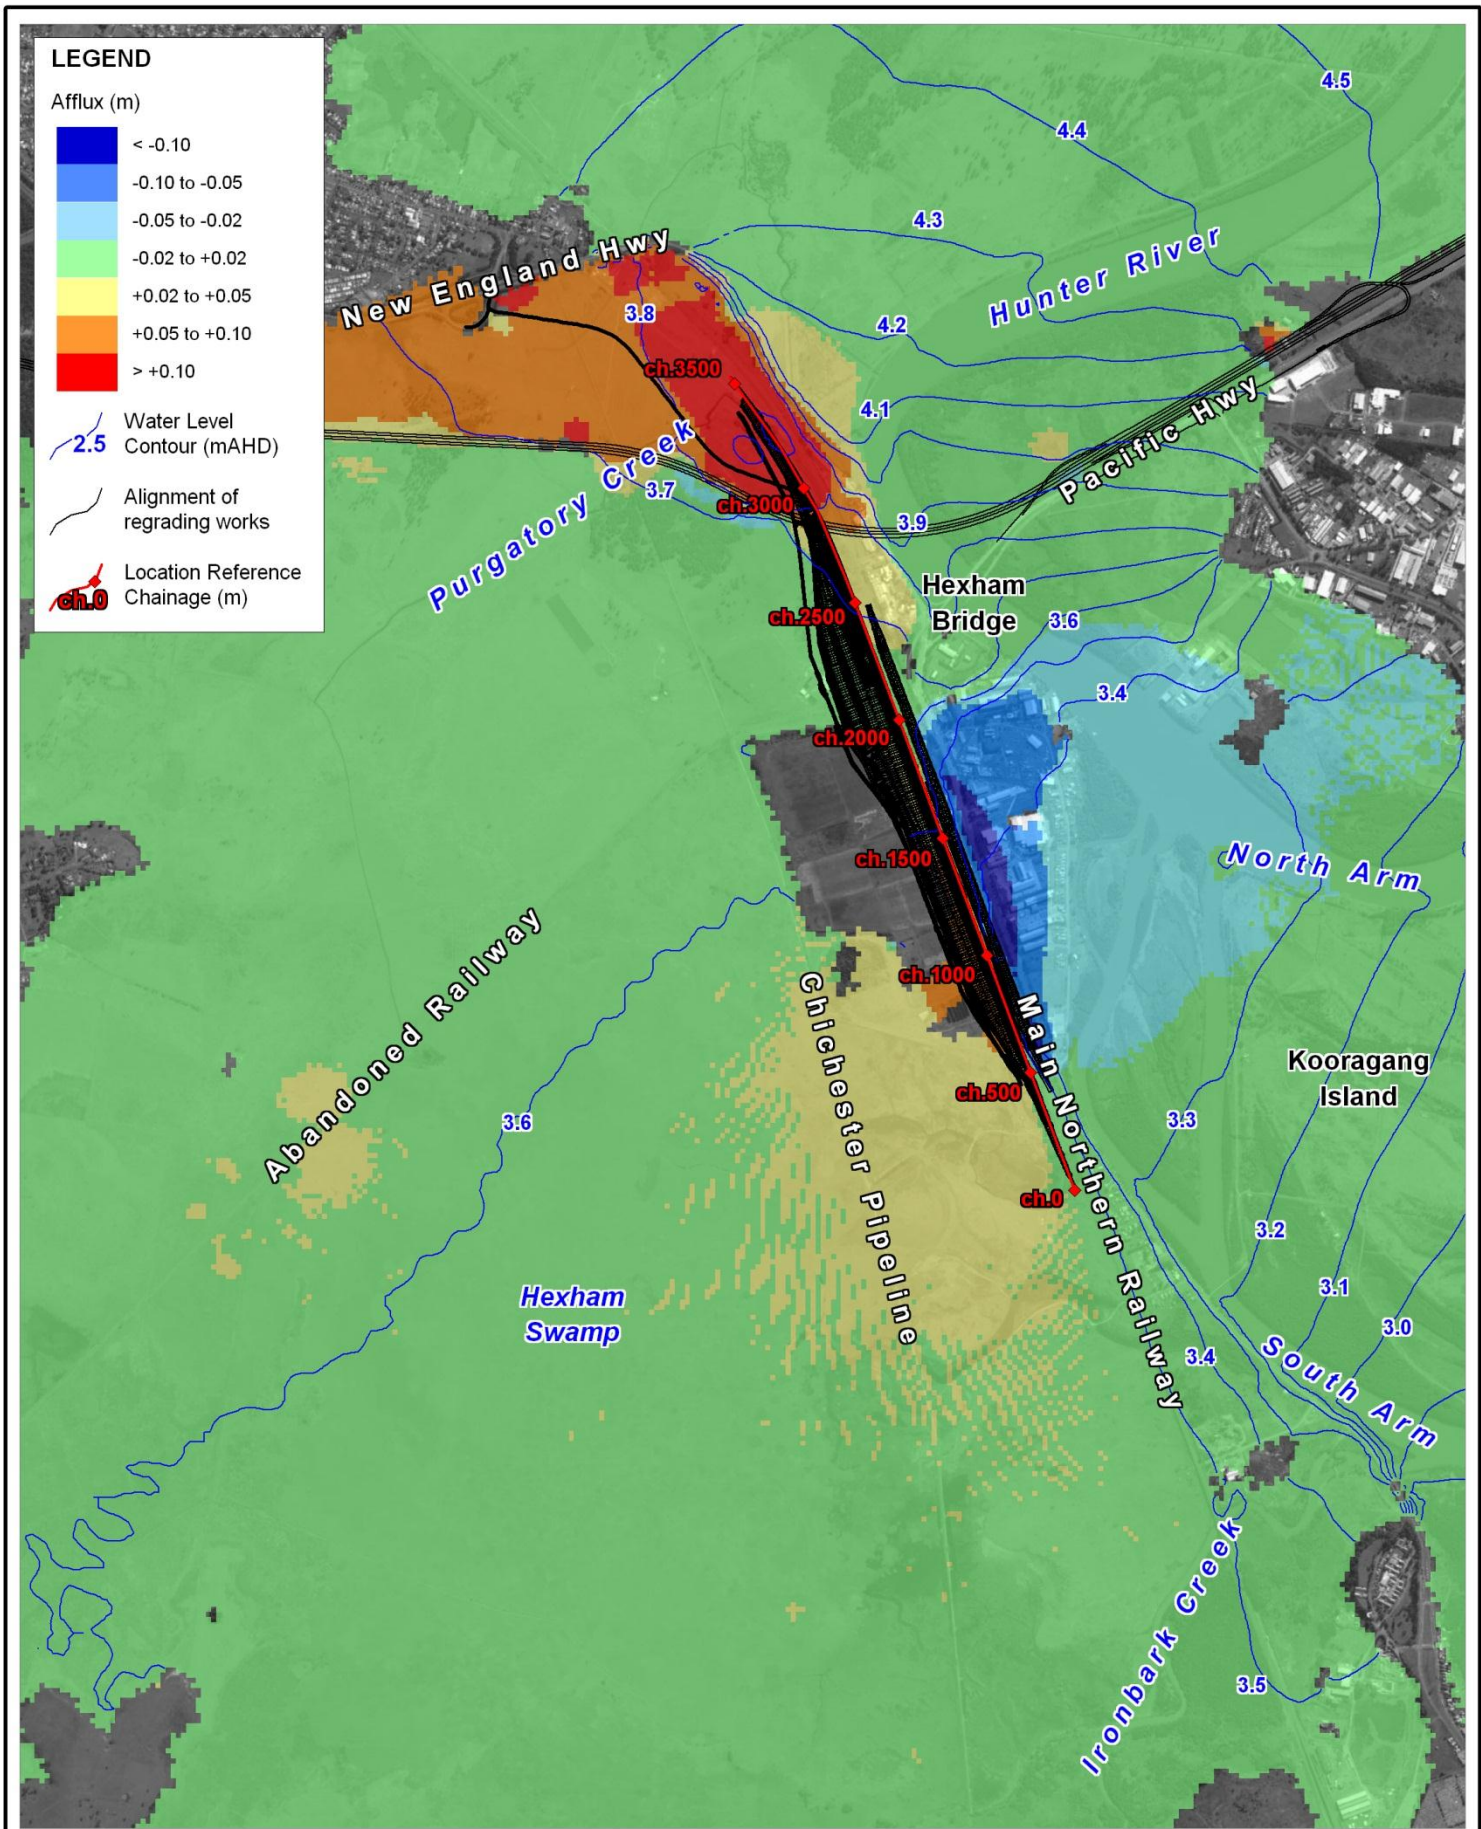 LEGEND
Afflux (m)
< -0.10
-0.10 to -0.05
-0.05 to -0.02
-0.02 to +0.02
+0.02 to +0.05
+0.05 to +0.10
> +0.10
Water Level
Contour (mAHD)
2.5
Alignment of
regrading works
Location Reference
Chainage (m)
ch.0
4.5
4.4
4.3
New England Hwy
Hunter River
3.8
4.2
ch.3500
4.1
Pacific Hwy
Purgatory Creek
3.7
ch.3000
3.9
Hexham
Bridge
ch.2500
3.6
3.4
ch.2000
ch.1500
North Arm
Abandoned Railway
ch.1000
Chichester Pipeline
Main Northern Railway
Kooragang
Island
ch.500
3.6
3.3
ch.0
3.2
Hexham
Swamp
3.1
3.0
3.4
South Arm
Ironbark Creek
3.5